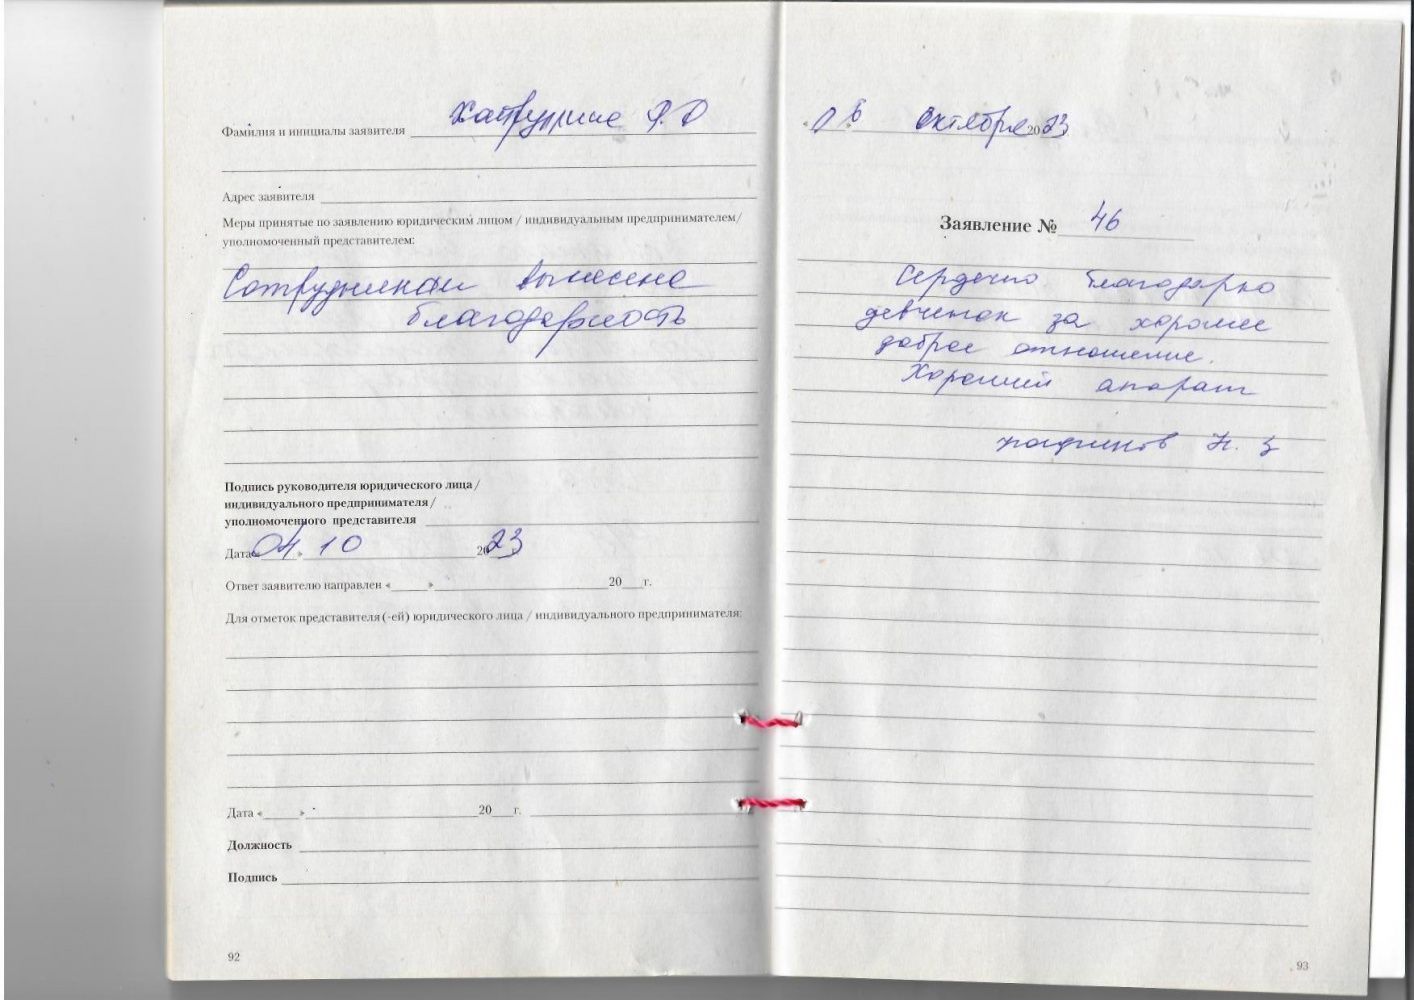 Фамилия и инициалы заявителя
Адрес заявителя
Меры принятые по заявлению юридическим лицом / индивидуальным предпринимателем/
уполномоченный представителем:
Сотрудникам вынесена
благодарность
Подпись руководителя юридического лица /
индивидуального предпринимателя /
уполномоченного представителя
Дата « 04 » 10 2023
Ответ заявителю направлен « » 20 г.
Для отметок представителя (-ей) юридического лица / индивидуального предпринимателя:
Дата « » 20 г.
Должность
Подпись
92
« 06 октября 2023
Заявление № 46
Сердечно благодарю
девченок за хорошее
доброе отношение.
Хороший апарат
Н. З
93